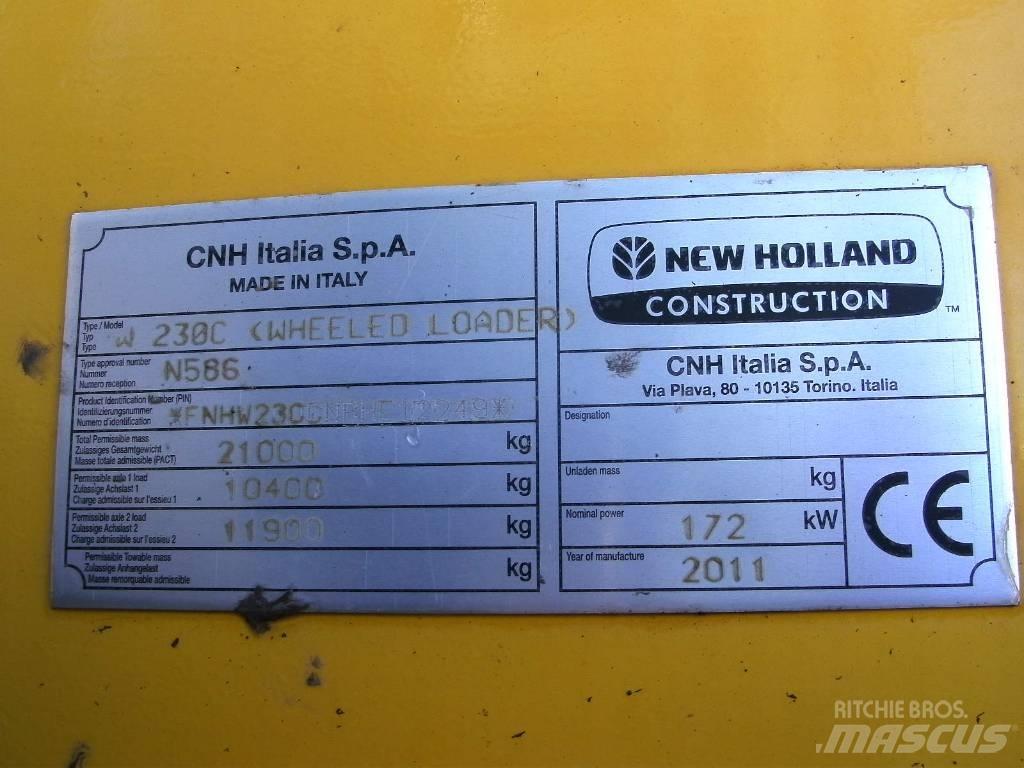 CNH Italia S.p.A.
MADE IN ITALY
Type / Model
Typ
Type
W 230C (WHEELED LOADER)
Type approval number
Nummer
Numero reception
N586
Product Identification Number (PIN)
Identilizierungsnummer
Numero d'identification
Total Permissible mass
Zulassiges Gesamtgewicht
Masse totale admissible (PACT)
21000 kg
Permissible axle 1 load
Zulassige Achslast 1
Charge admissible sur l'essieu 1
10400 kg
Permissible axle 2 load
Zulassige Achslast 2
Charge admissible sur l'essieu 2
11900 kg
Permissible Towable mass
Zulassige Anhangelast
Masse remorquable admissible
kg
NEW HOLLAND
CONSTRUCTION
TM
CNH Italia S.p.A.
Via Plava, 80 - 10135 Torino. Italia
Designation
Unladen mass
kg
Nominal power
172 kW
Year of manufacture
2011
CE
RITCHIE BROS.
MASCUS